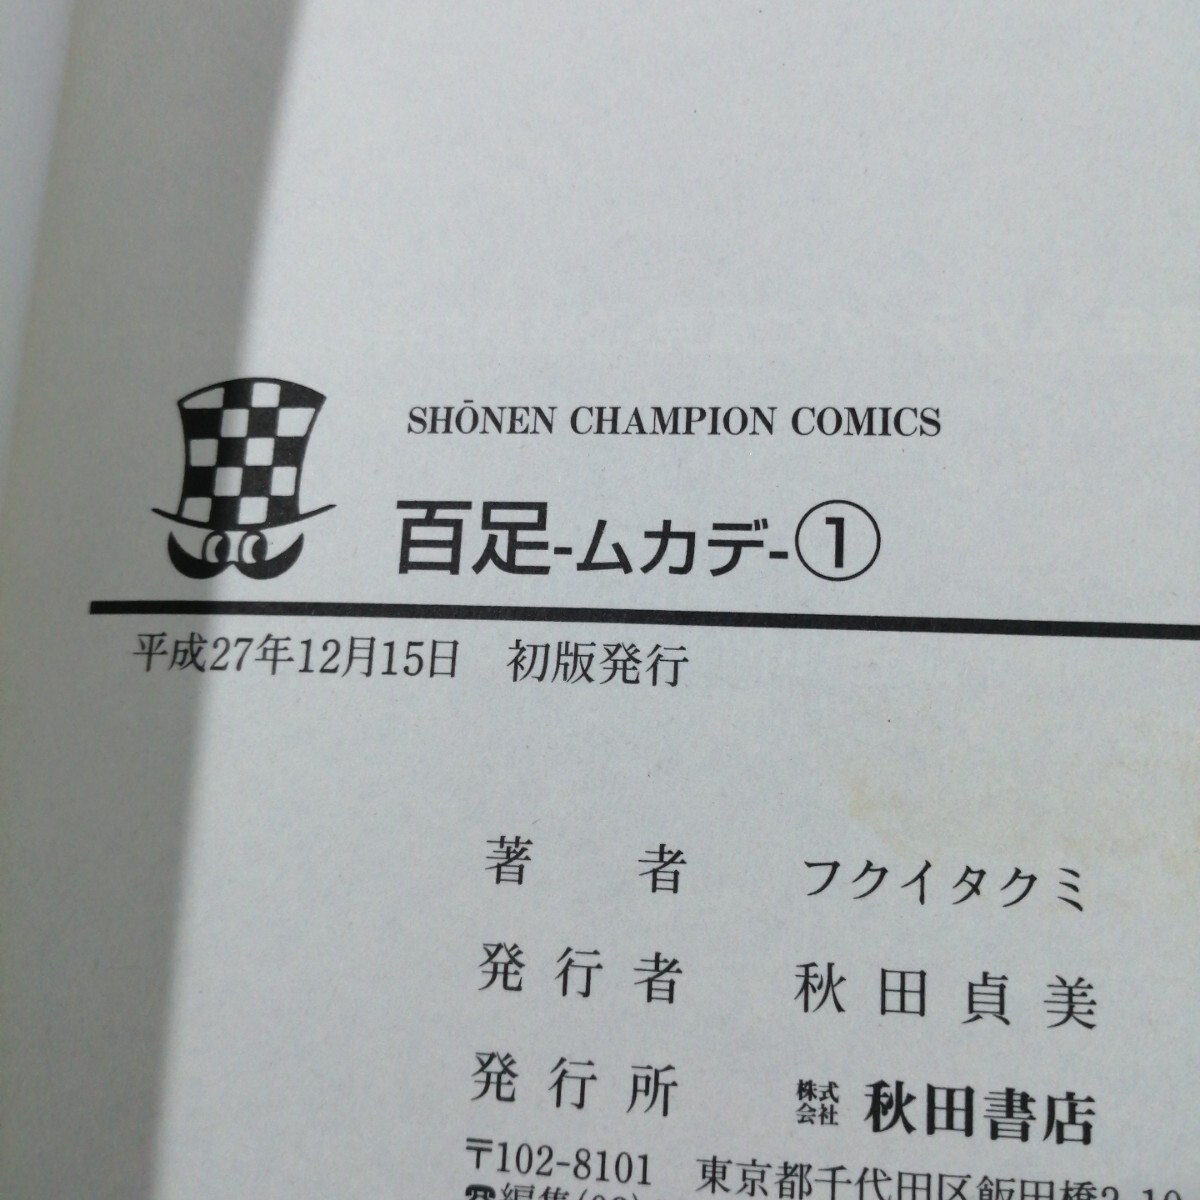 SHŌNEN CHAMPION COMICS
百足-ムカデ-①
平成27年12月15日 初版発行
著者 フクイタクミ
発行者 秋田貞美
発行所 株式会社 秋田書店
〒102-8101 東京都千代田区飯田橋2-10
☎編集(03)